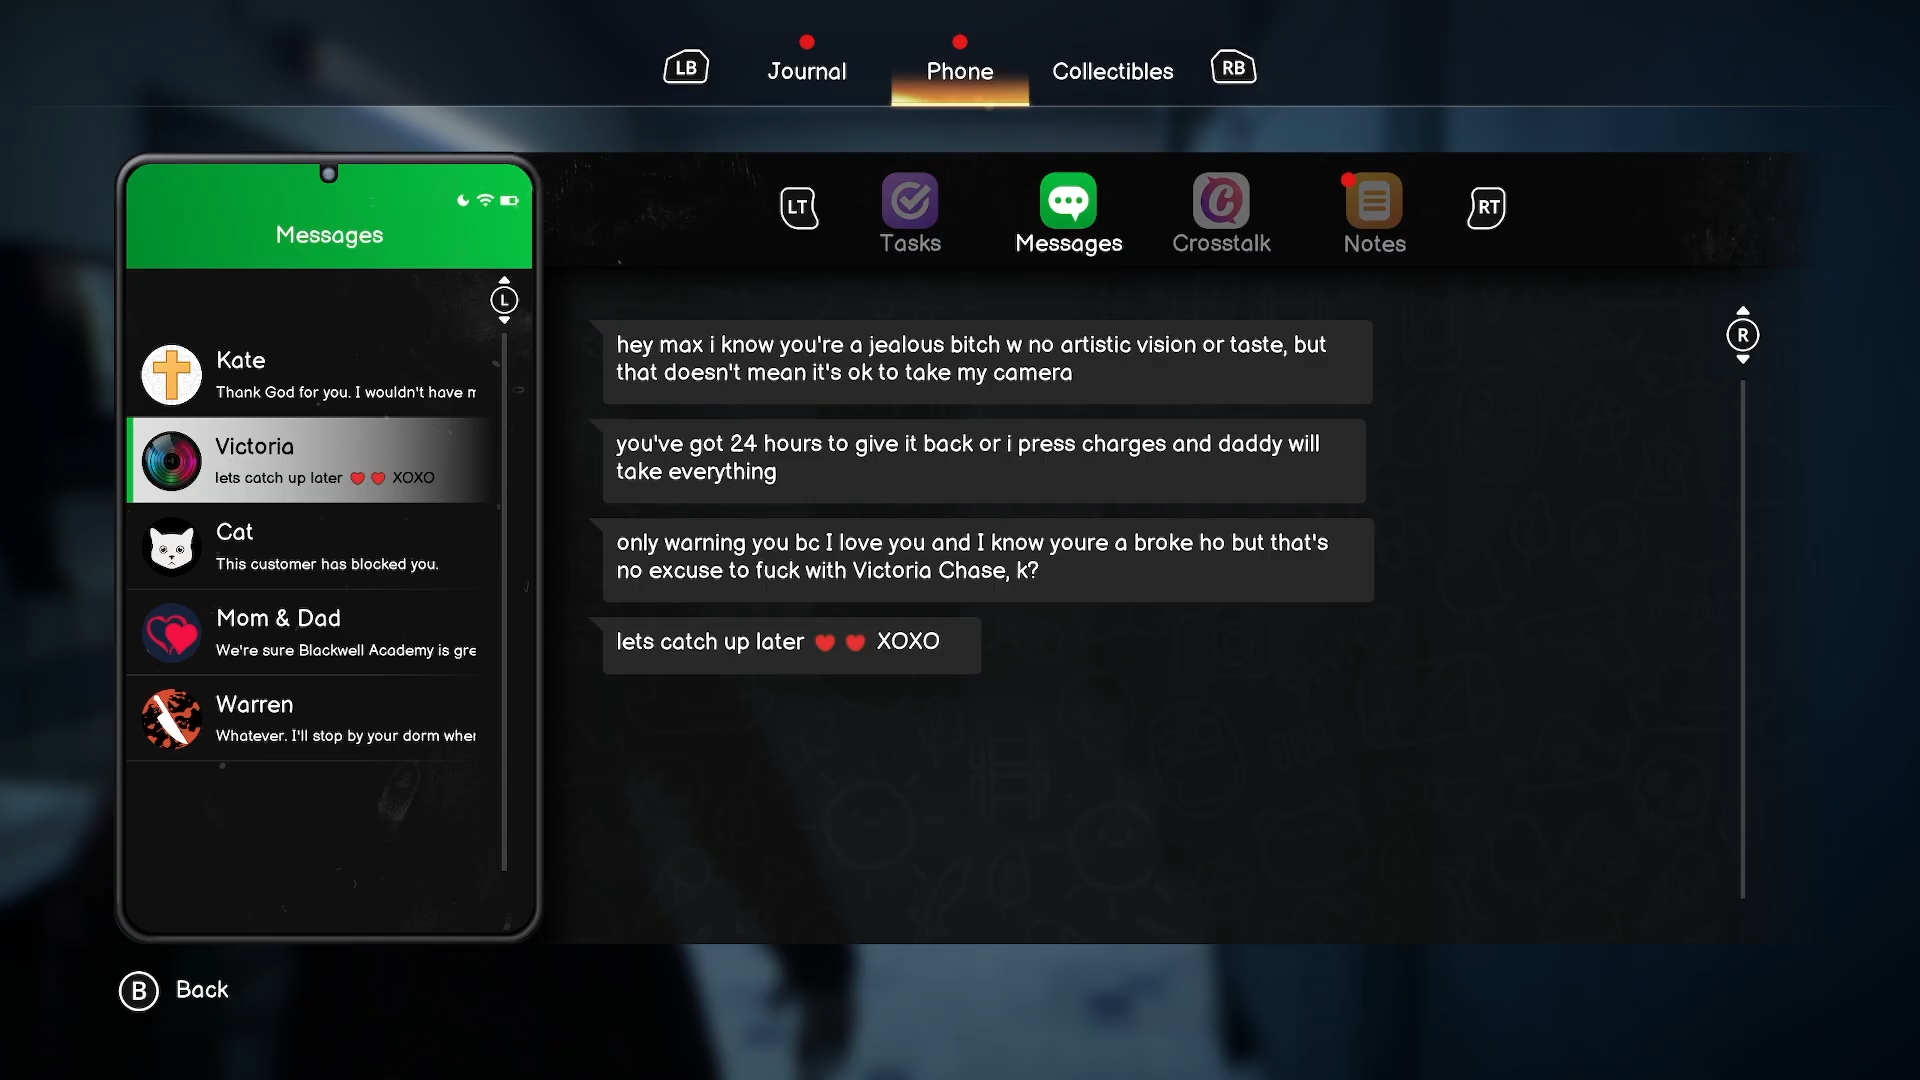 LB
Journal
Phone
Collectibles
RB
Messages
L
Kate
Thank God for you. I wouldn't have
Victoria
lets catch up later ❤️ ❤️ XOXO
Cat
This customer has blocked you.
Mom & Dad
We're sure Blackwell Academy is gre
Warren
Whatever. I'll stop by your dorm wher
LT
Tasks
Messages
Crosstalk
Notes
RT
hey max i know you're a jealous bitch w no artistic vision or taste, but
that doesn't mean it's ok to take my camera
you've got 24 hours to give it back or i press charges and daddy will
take everything
only warning you bc I love you and I know youre a broke ho but that's
no excuse to fuck with Victoria Chase, k?
lets catch up later ❤️ ❤️ XOXO
R
B Back